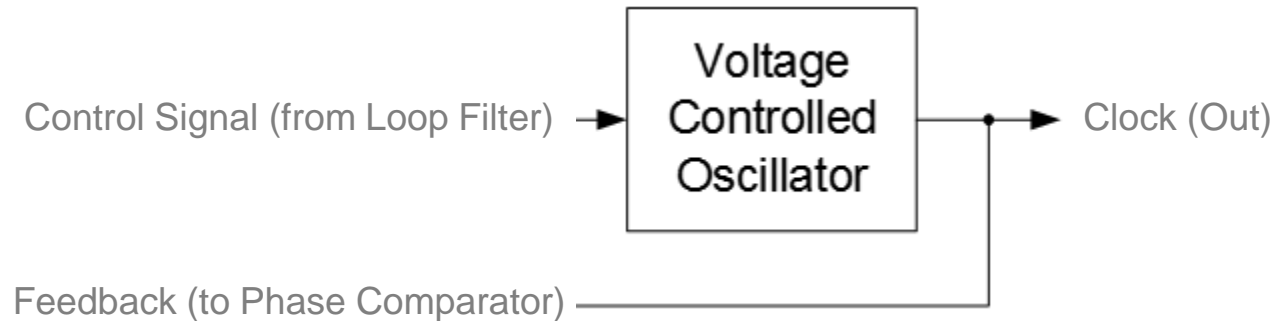 Voltage
Controlled
Oscillator
Control Signal (from Loop Filter)
Clock (Out)
Feedback (to Phase Comparator)